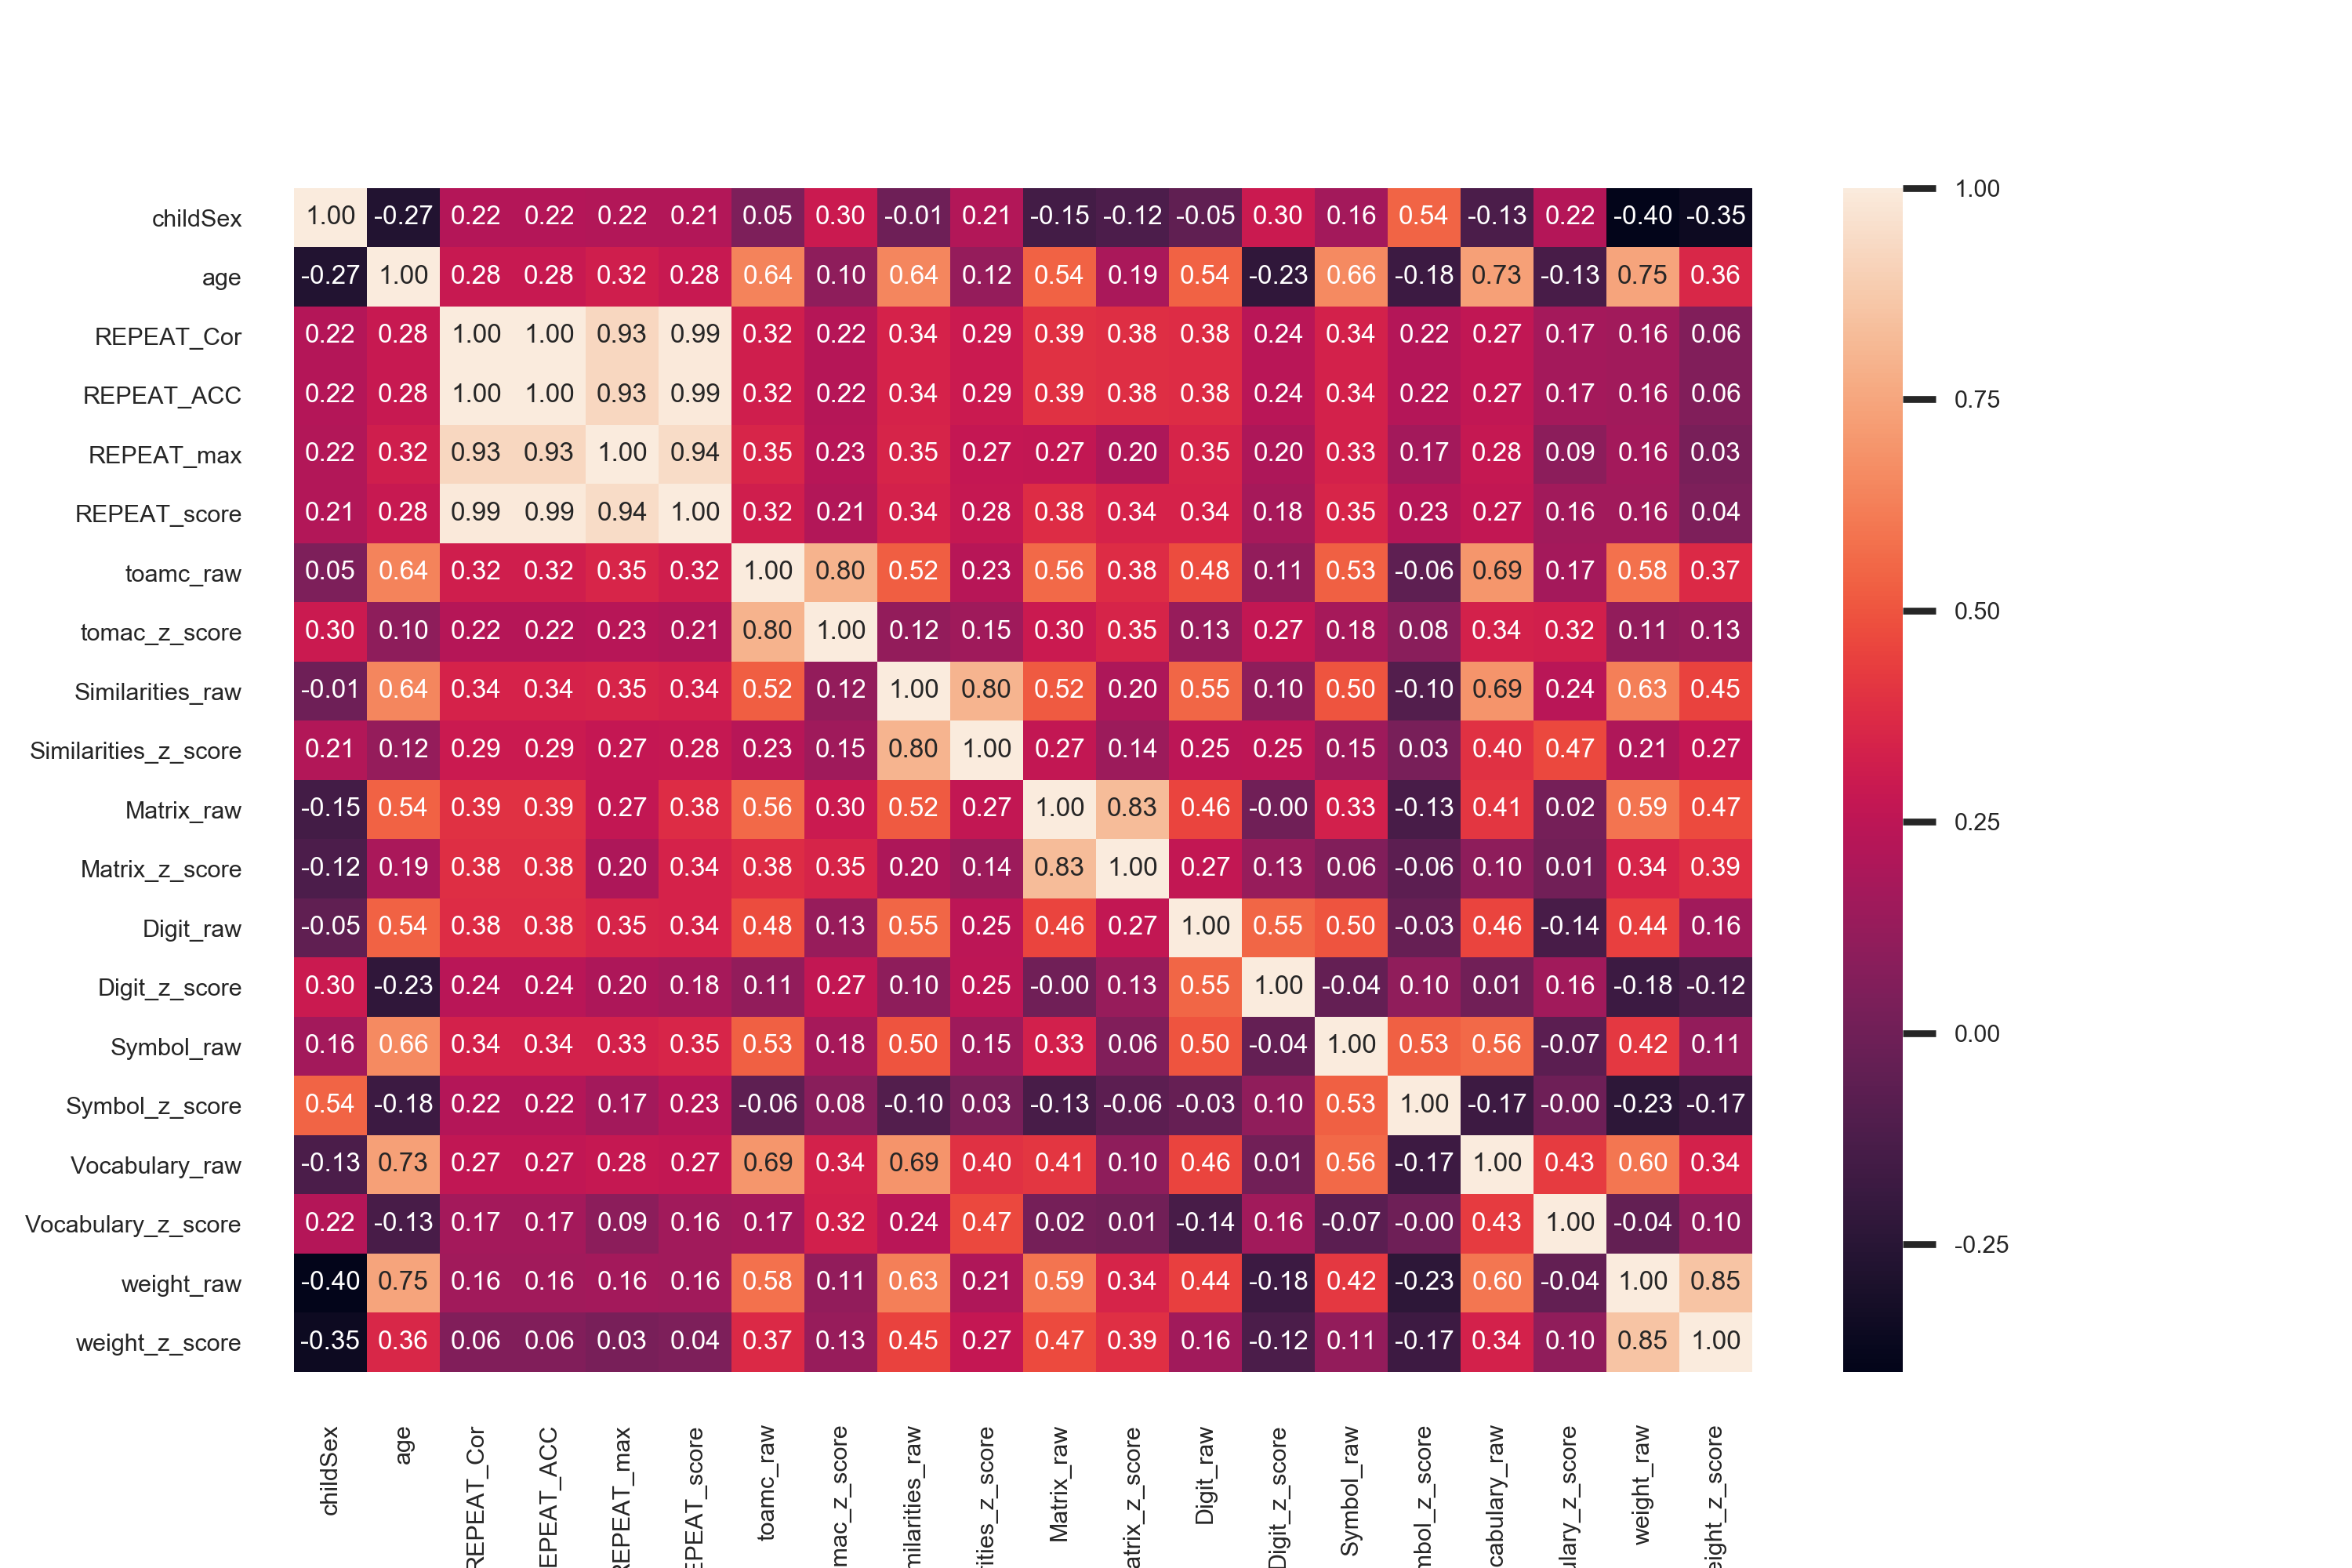 childSex 1.00 -0.27 0.22 0.22 0.22 0.21 0.05 0.30 -0.01 0.21 -0.15 -0.12 -0.05 0.30 0.16 0.54 -0.13 0.22 -0.40 -0.35
age -0.27 1.00 0.28 0.28 0.32 0.28 0.64 0.10 0.64 0.12 0.54 0.19 0.54 -0.23 0.66 -0.18 0.73 -0.13 0.75 0.36
REPEAT_Cor 0.22 0.28 1.00 1.00 0.93 0.99 0.32 0.22 0.34 0.29 0.39 0.38 0.38 0.24 0.34 0.22 0.27 0.17 0.16 0.06
REPEAT_ACC 0.22 0.28 1.00 1.00 0.93 0.99 0.32 0.22 0.34 0.29 0.39 0.38 0.38 0.24 0.34 0.22 0.27 0.17 0.16 0.06
REPEAT_max 0.22 0.32 0.93 0.93 1.00 0.94 0.35 0.23 0.35 0.27 0.27 0.20 0.35 0.20 0.33 0.17 0.28 0.09 0.16 0.03
REPEAT_score 0.21 0.28 0.99 0.99 0.94 1.00 0.32 0.21 0.34 0.28 0.38 0.34 0.34 0.18 0.35 0.23 0.27 0.16 0.16 0.04
toamc_raw 0.05 0.64 0.32 0.32 0.35 0.32 1.00 0.80 0.52 0.23 0.56 0.38 0.48 0.11 0.53 -0.06 0.69 0.17 0.58 0.37
tomac_z_score 0.30 0.10 0.22 0.22 0.23 0.21 0.80 1.00 0.12 0.15 0.30 0.35 0.13 0.27 0.18 0.08 0.34 0.32 0.11 0.13
Similarities_raw -0.01 0.64 0.34 0.34 0.35 0.34 0.52 0.12 1.00 0.80 0.52 0.20 0.55 0.10 0.50 -0.10 0.69 0.24 0.63 0.45
Similarities_z_score 0.21 0.12 0.29 0.29 0.27 0.28 0.23 0.15 0.80 1.00 0.27 0.14 0.25 0.25 0.15 0.03 0.40 0.47 0.21 0.27
Matrix_raw -0.15 0.54 0.39 0.39 0.27 0.38 0.56 0.30 0.52 0.27 1.00 0.83 0.46 -0.00 0.33 -0.13 0.41 0.02 0.59 0.47
Matrix_z_score -0.12 0.19 0.38 0.38 0.20 0.34 0.38 0.35 0.20 0.14 0.83 1.00 0.27 0.13 0.06 -0.06 0.10 0.01 0.34 0.39
Digit_raw -0.05 0.54 0.38 0.38 0.35 0.34 0.48 0.13 0.55 0.25 0.46 0.27 1.00 0.55 0.50 -0.03 0.46 -0.14 0.44 0.16
Digit_z_score 0.30 -0.23 0.24 0.24 0.20 0.18 0.11 0.27 0.10 0.25 -0.00 0.13 0.55 1.00 -0.04 0.10 0.01 0.16 -0.18 -0.12
Symbol_raw 0.16 0.66 0.34 0.34 0.33 0.35 0.53 0.18 0.50 0.15 0.33 0.06 0.50 -0.04 1.00 0.53 0.56 -0.07 0.42 0.11
Symbol_z_score 0.54 -0.18 0.22 0.22 0.17 0.23 -0.06 0.08 -0.10 0.03 -0.13 -0.06 -0.03 0.10 0.53 1.00 -0.17 -0.00 -0.23 -0.17
Vocabulary_raw -0.13 0.73 0.27 0.27 0.28 0.27 0.69 0.34 0.69 0.40 0.41 0.10 0.46 0.01 0.56 -0.17 1.00 0.43 0.60 0.34
Vocabulary_z_score 0.22 -0.13 0.17 0.17 0.09 0.16 0.17 0.32 0.24 0.47 0.02 0.01 -0.14 0.16 -0.07 -0.00 0.43 1.00 -0.04 0.10
weight_raw -0.40 0.75 0.16 0.16 0.16 0.16 0.58 0.11 0.63 0.21 0.59 0.34 0.44 -0.18 0.42 -0.23 0.60 -0.04 1.00 0.85
weight_z_score -0.35 0.36 0.06 0.06 0.03 0.04 0.37 0.13 0.45 0.27 0.47 0.39 0.16 -0.12 0.11 -0.17 0.34 0.10 0.85 1.00
childSex
age
REPEAT_Cor
EPEAT_ACC
REPEAT_max
EPEAT_score
toamc_raw
mac_z_score
milarities_raw
rities_z_score
Matrix_raw
atrix_z_score
Digit_raw
Digit_z_score
Symbol_raw
mbol_z_score
cabulary_raw
ulary_z_score
weight_raw
eight_z_score
1.00
0.75
0.50
0.25
0.00
-0.25